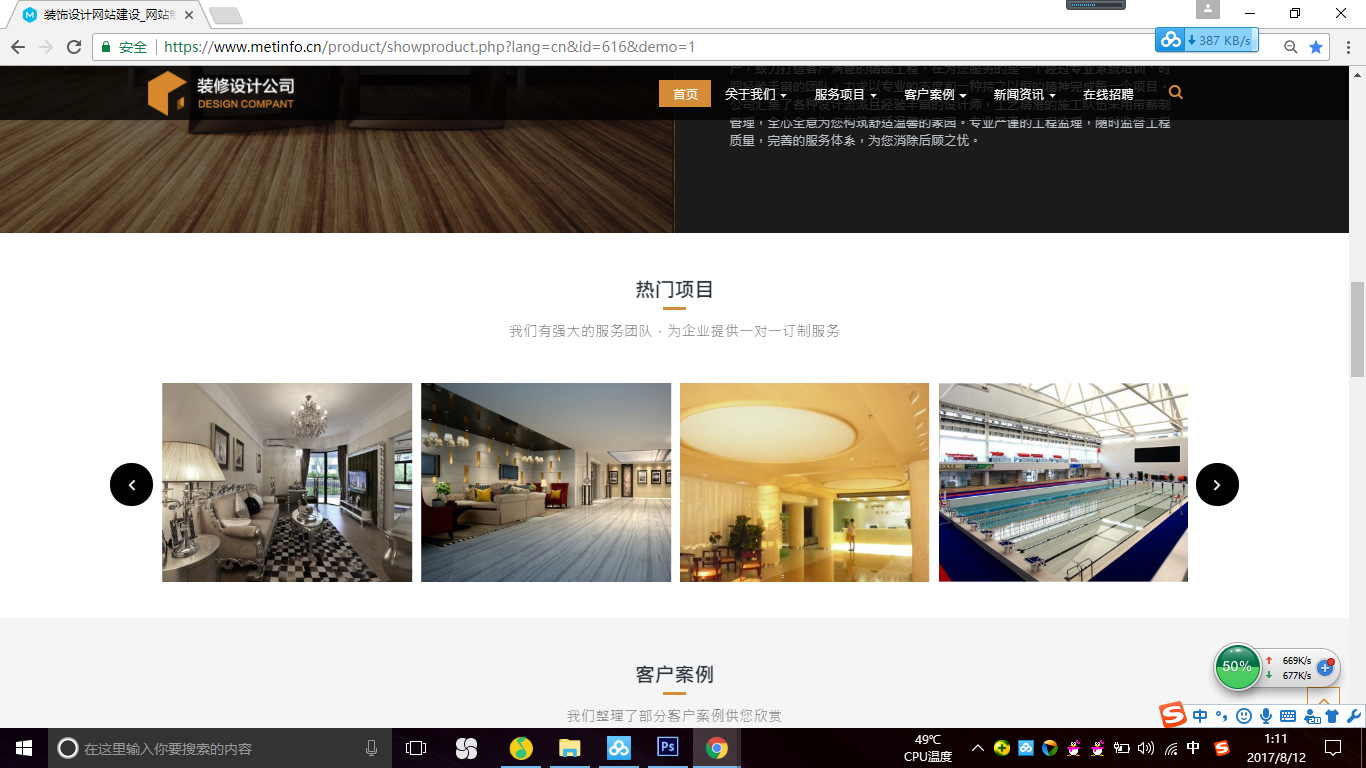 装饰设计网站建设_网站
387 KB/s
安全
https://www.metinfo.cn/product/showproduct.php?lang=cn&id=616&demo=1
装修设计公司
DESIGN COMPANT
首页
关于我们
服务项目
客户案例
新闻资讯
在线招聘
管理，全心全意为您构筑舒适温馨的家园。专业严谨的工程监理，随时监督工程
质量，完善的服务体系，为您消除后顾之忧。
热门项目
我们有强大的服务团队，为企业提供一对一订制服务
客户案例
我们整理了部分客户案例供您欣赏
50%
669K/s
677K/s
中
在这里输入你要搜索的内容
Ps
49℃
CPU温度
中
1:11
2017/8/12